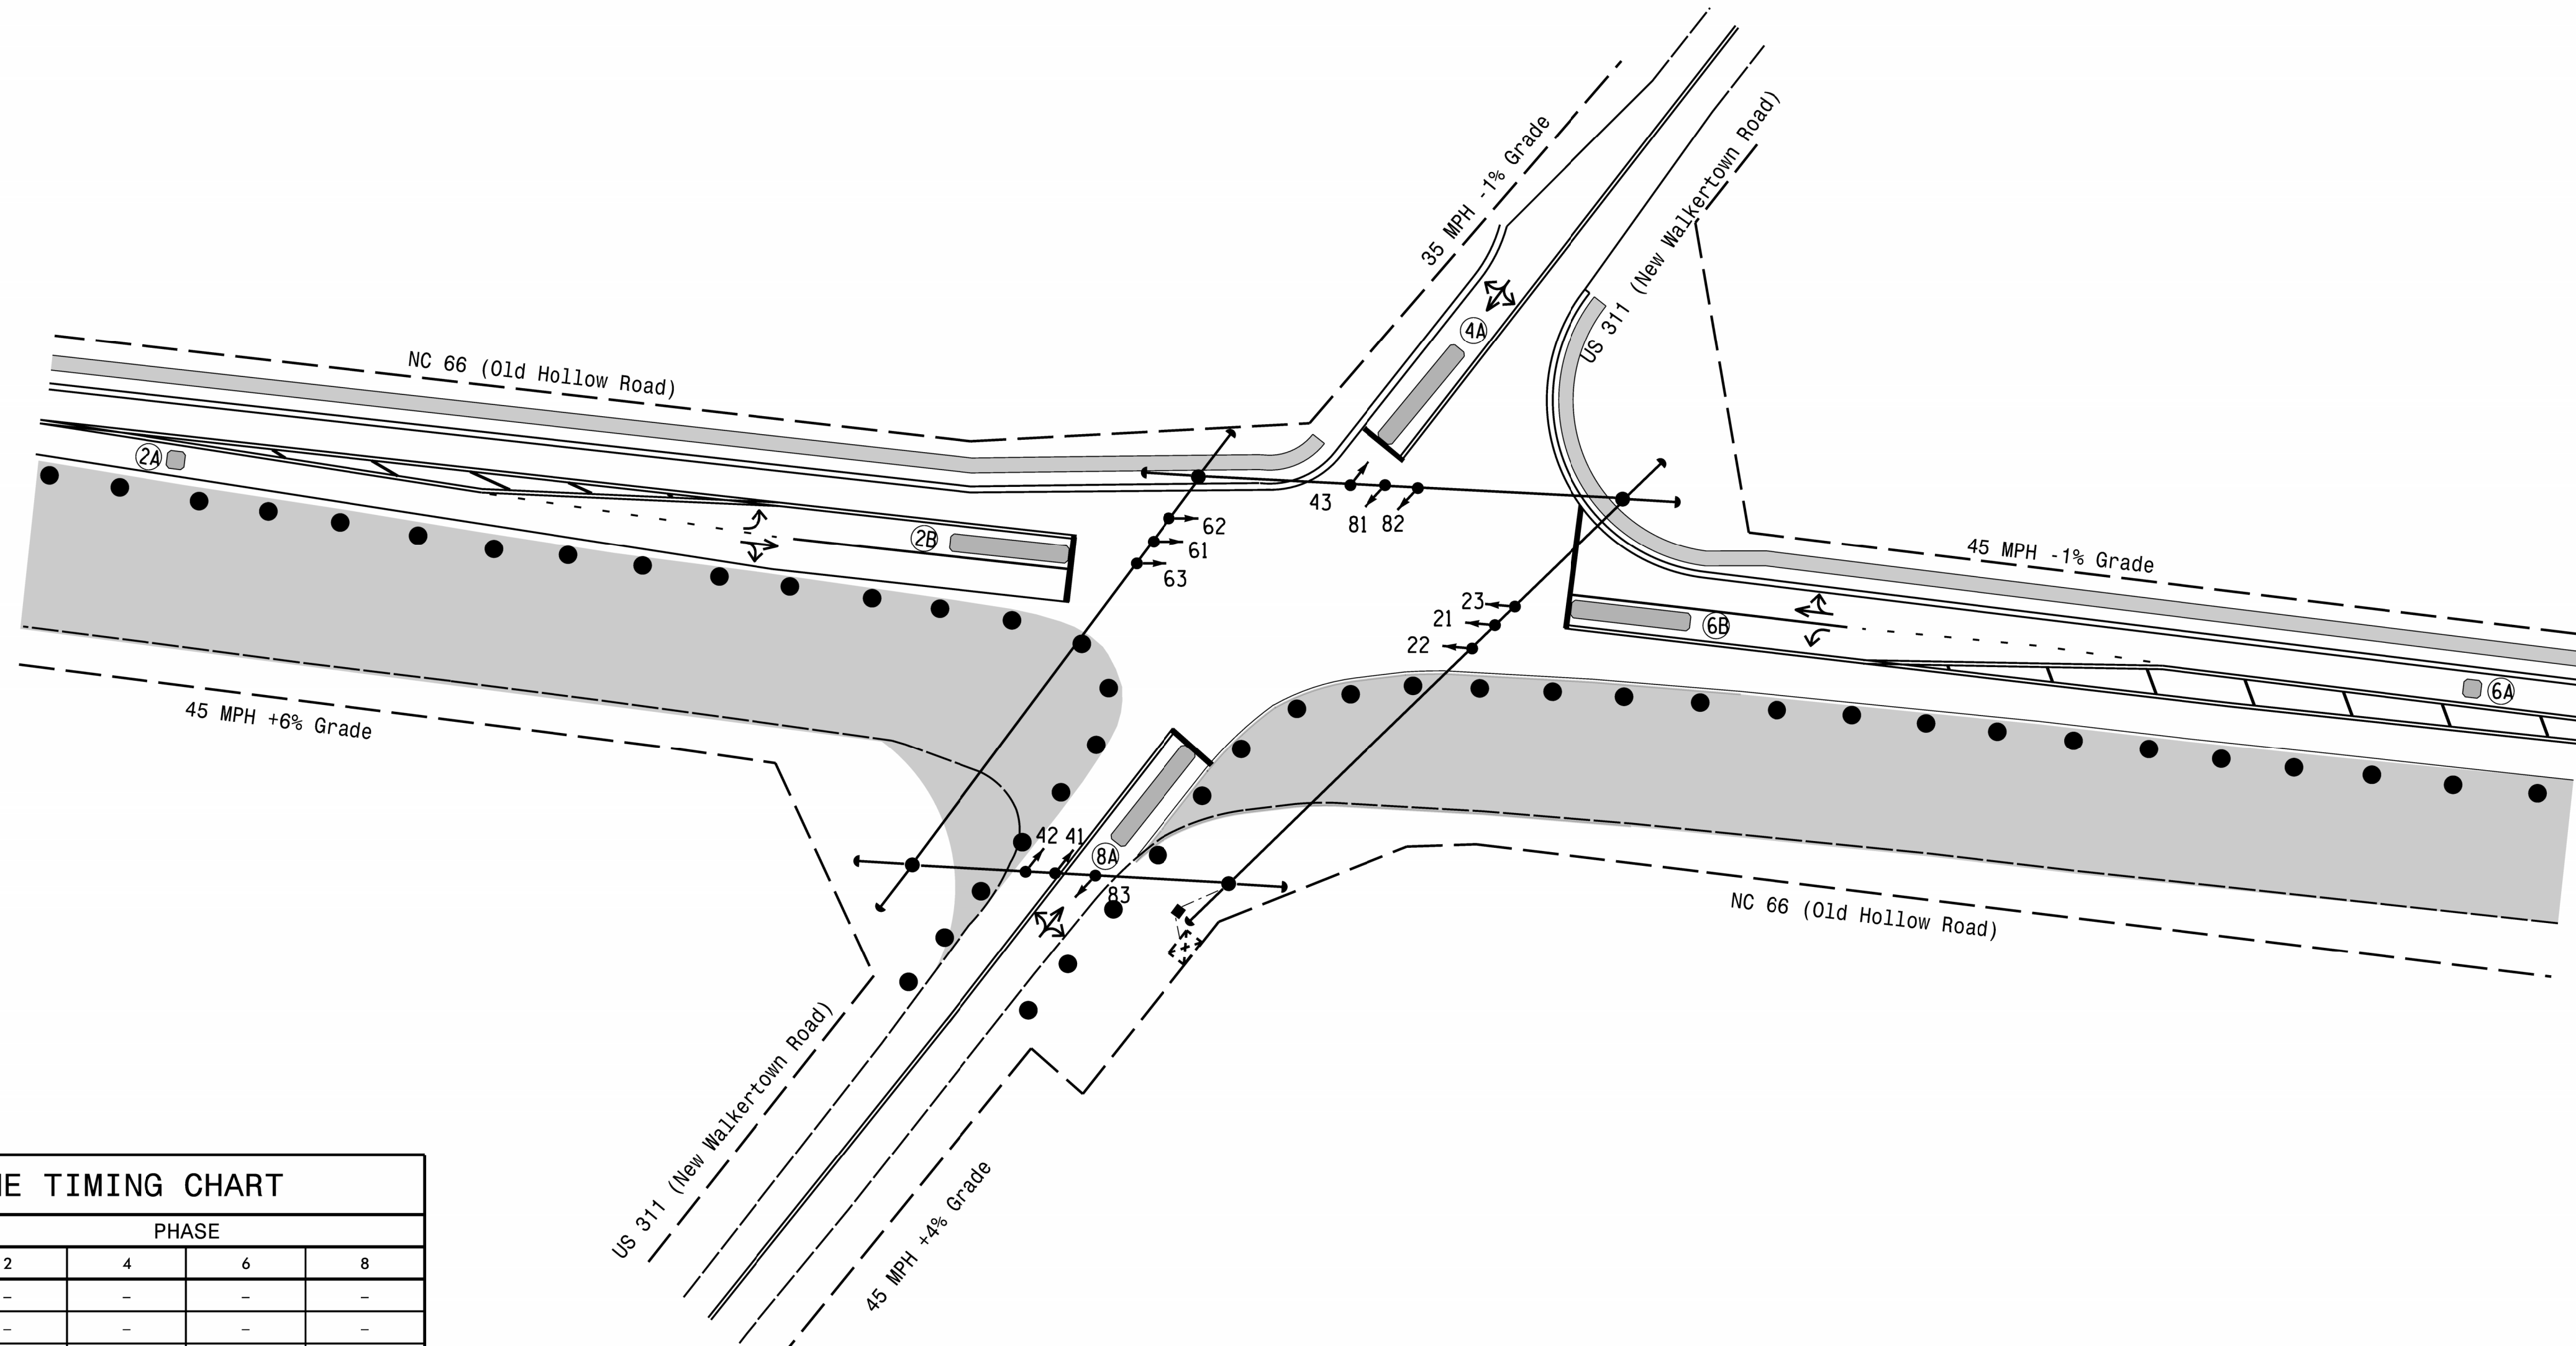 35 MPH -1% Grade
US 311 (New Walkertown Road)
NC 66 (Old Hollow Road)
4A
2A
2B
43
81 82
62
61
63
45 MPH -1% Grade
23
21
22
6B
6A
45 MPH +6% Grade
42 41
8A
83
NC 66 (Old Hollow Road)
US 311 (New Walkertown Road)
45 MPH +4% Grade
E TIMING CHART
PHASE
2 4 6 8
– – – –
– – – –